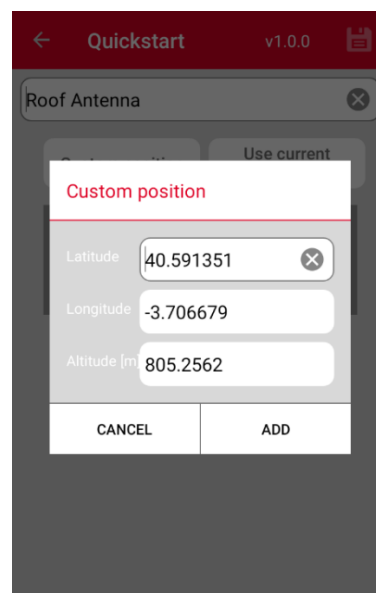 Quickstart v1.0.0
Roof Antenna
Use current
Custom position
Latitude 40.591351
Longitude -3.706679
Altitude [m] 805.2562
CANCEL ADD